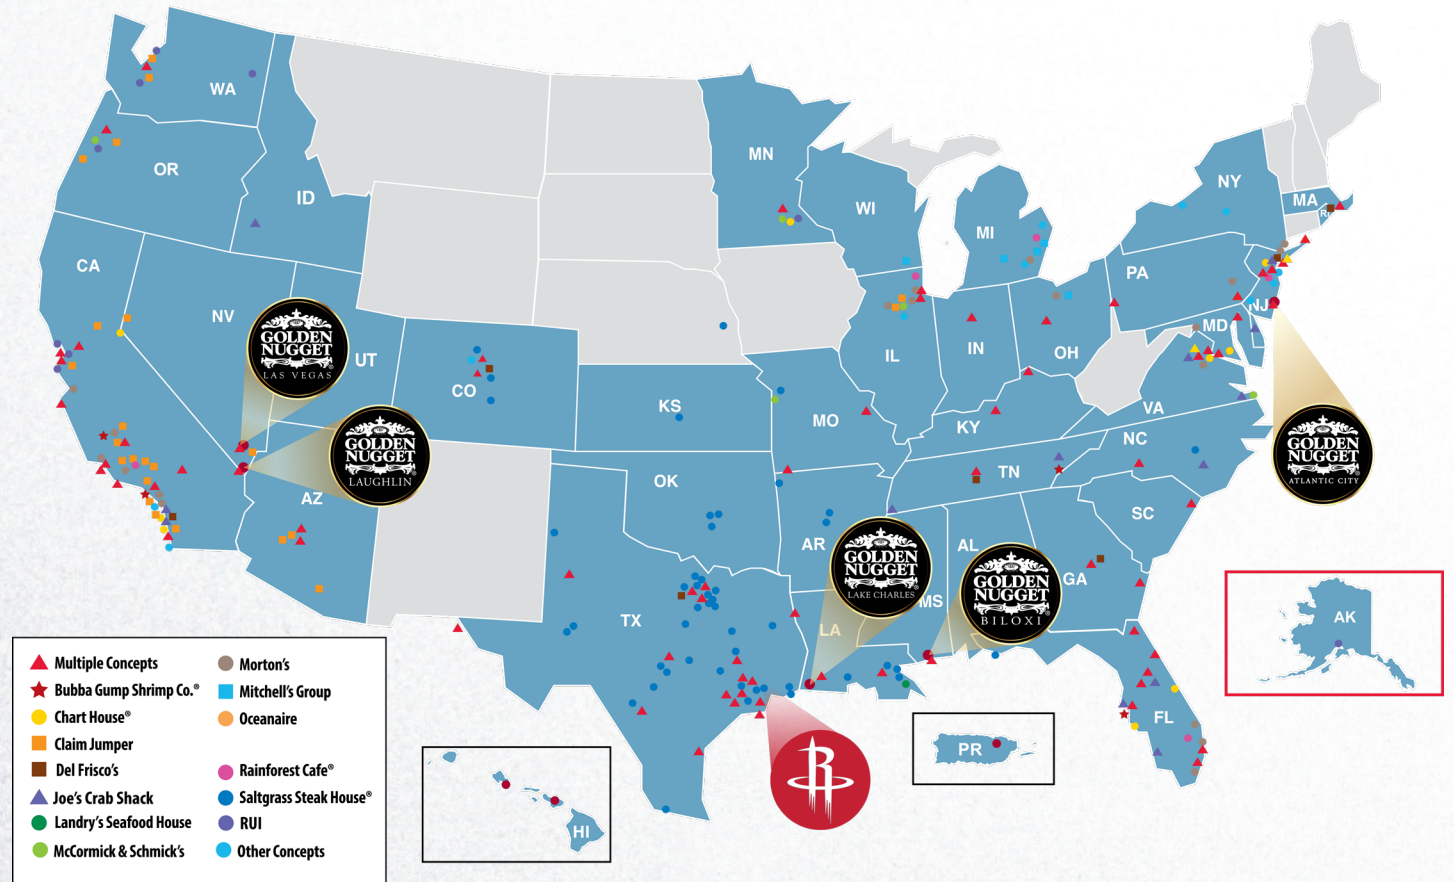 WA
OR
ID
CA
NV
UT
CO
AZ
MN
WI
MI
NY
MA
PA
NJ
MD
IL
IN
OH
VA
KS
MO
KY
NC
TN
SC
OK
AR
TX
LA
MS
AL
GA
FL
AK
HI
PR
GOLDEN
NUGGET
LAS VEGAS
GOLDEN
NUGGET
LAUGHLIN
GOLDEN
NUGGET
LAKE CHARLES
GOLDEN
NUGGET
BILOXI
GOLDEN
NUGGET
ATLANTIC CITY
R
Multiple Concepts
Bubba Gump Shrimp Co.®
Chart House®
Claim Jumper
Del Frisco's
Joe's Crab Shack
Landry's Seafood House
McCormick & Schmick's
Morton's
Mitchell's Group
Oceanaire
Rainforest Cafe®
Saltgrass Steak House®
RUI
Other Concepts